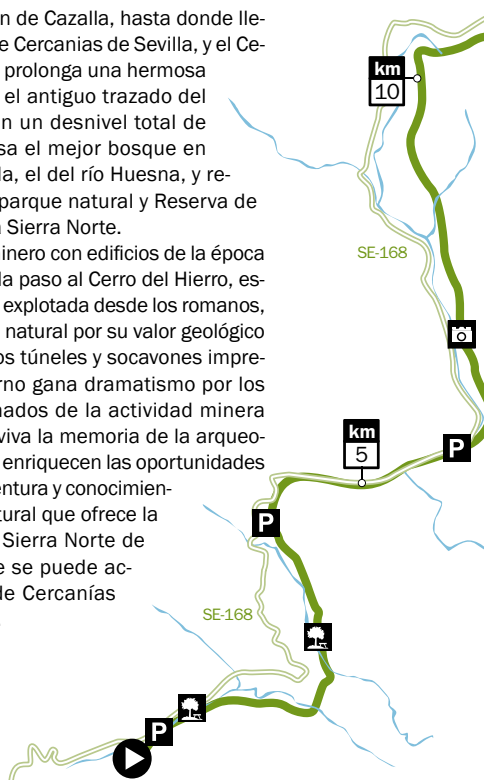 n de Cazalla, hasta donde lle-
e Cercanias de Sevilla, y el Ce-
prolonga una hermosa
el antiguo trazado del
n un desnivel total de
sa el mejor bosque en
la, el del río Huesna, y re-
parque natural y Reserva de
a Sierra Norte.
inero con edificios de la época
da paso al Cerro del Hierro, es-
explotada desde los romanos,
natural por su valor geológico
os túneles y socavones impre-
rno gana dramatismo por los
nados de la actividad minera
viva la memoria de la arqueo-
enriquecen las oportunidades
entura y conocimien-
tural que ofrece la
Sierra Norte de
e se puede ac-
de Cercanías
km
10
SE-168
P
km
5
P
SE-168
P